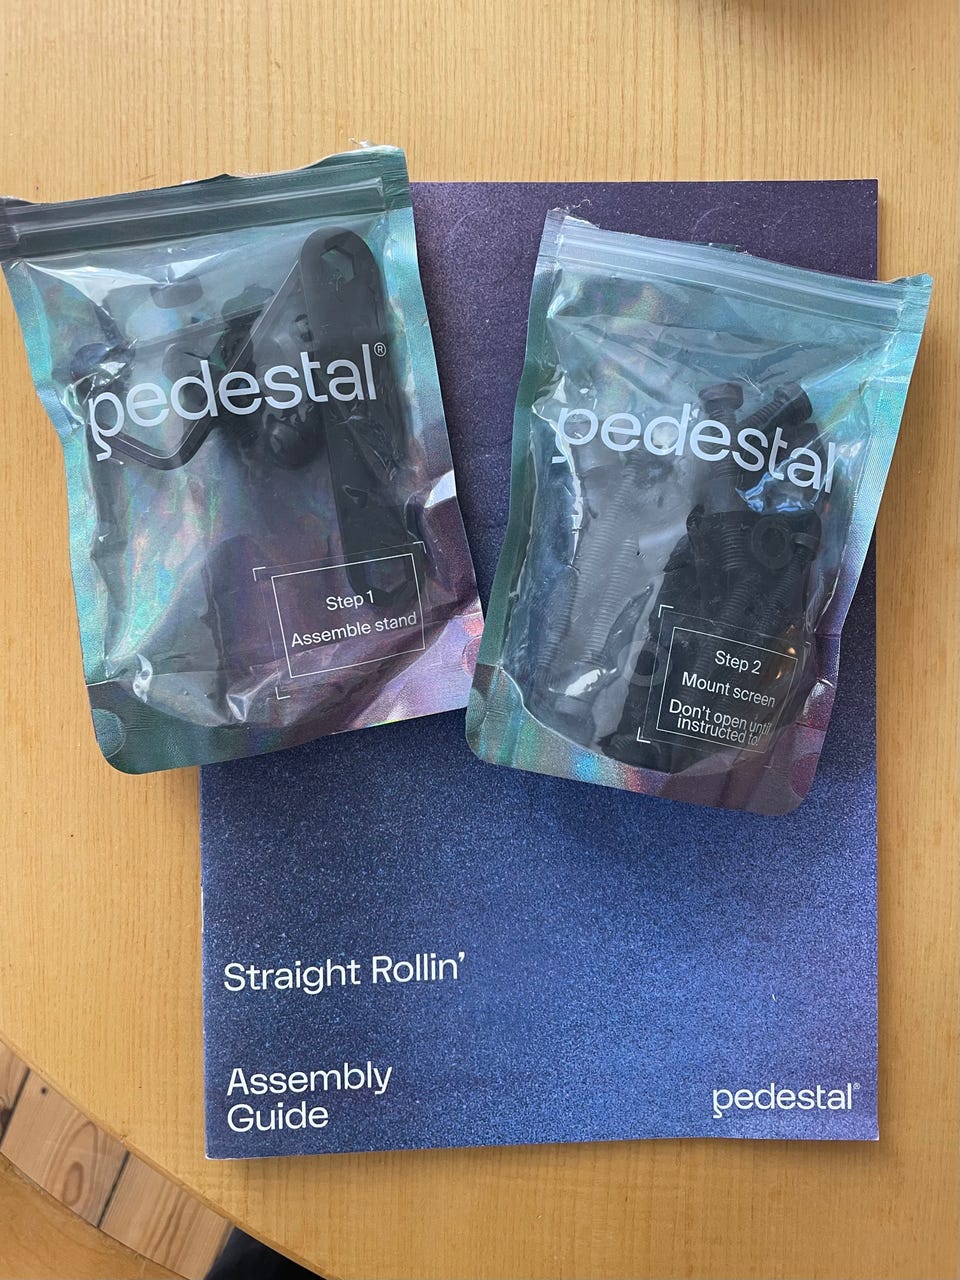 pedestal®
Step 1
Assemble stand
pedestal
Step 2
Mount screen
Don't open until
instructed to!
Straight Rollin’
Assembly
Guide
pedestal®